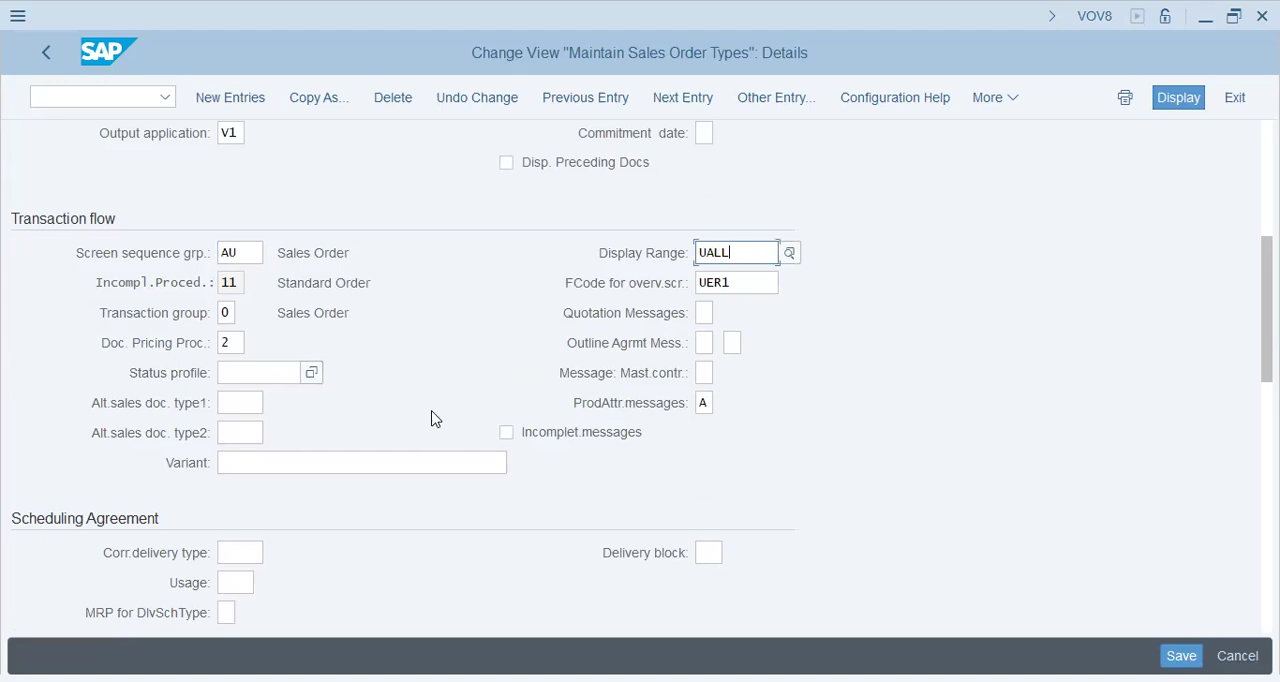 VOV8
SAP
Change View "Maintain Sales Order Types": Details
New Entries Copy As... Delete Undo Change Previous Entry Next Entry Other Entry... Configuration Help More Display Exit
Output application: V1 Commitment date:
Disp. Preceding Docs
Transaction flow
Screen sequence grp.: AU Sales Order Display Range: UALL
Incompl.Proced.: 11 Standard Order FCode for overv.scr.: UER1
Transaction group: 0 Sales Order Quotation Messages:
Doc. Pricing Proc.: 2 Outline Agrmt Mess.:
Status profile: Message: Mast.contr.:
Alt.sales doc. type1: ProdAttr.messages: A
Alt.sales doc. type2: Incomplet.messages
Variant:
Scheduling Agreement
Corr.delivery type: Delivery block:
Usage:
MRP for DlvSchType:
Save Cancel